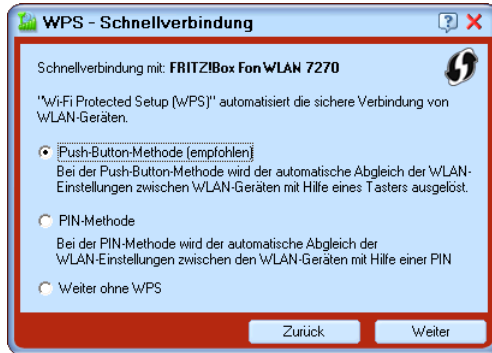 WPS - Schnellverbindung
Schnellverbindung mit: FRITZ!Box Fon WLAN 7270
"Wi-Fi Protected Setup (WPS)" automatisiert die sichere Verbindung von
WLAN-Geräten.
Push-Button-Methode (empfohlen)
Bei der Push-Button-Methode wird der automatische Abgleich der WLAN-
Einstellungen zwischen WLAN-Geräten mit Hilfe eines Tasters ausgelöst.
PIN-Methode
Bei der PIN-Methode wird der automatische Abgleich der
WLAN-Einstellungen zwischen den WLAN-Geräten mit Hilfe einer PIN
Weiter ohne WPS
Zurück
Weiter